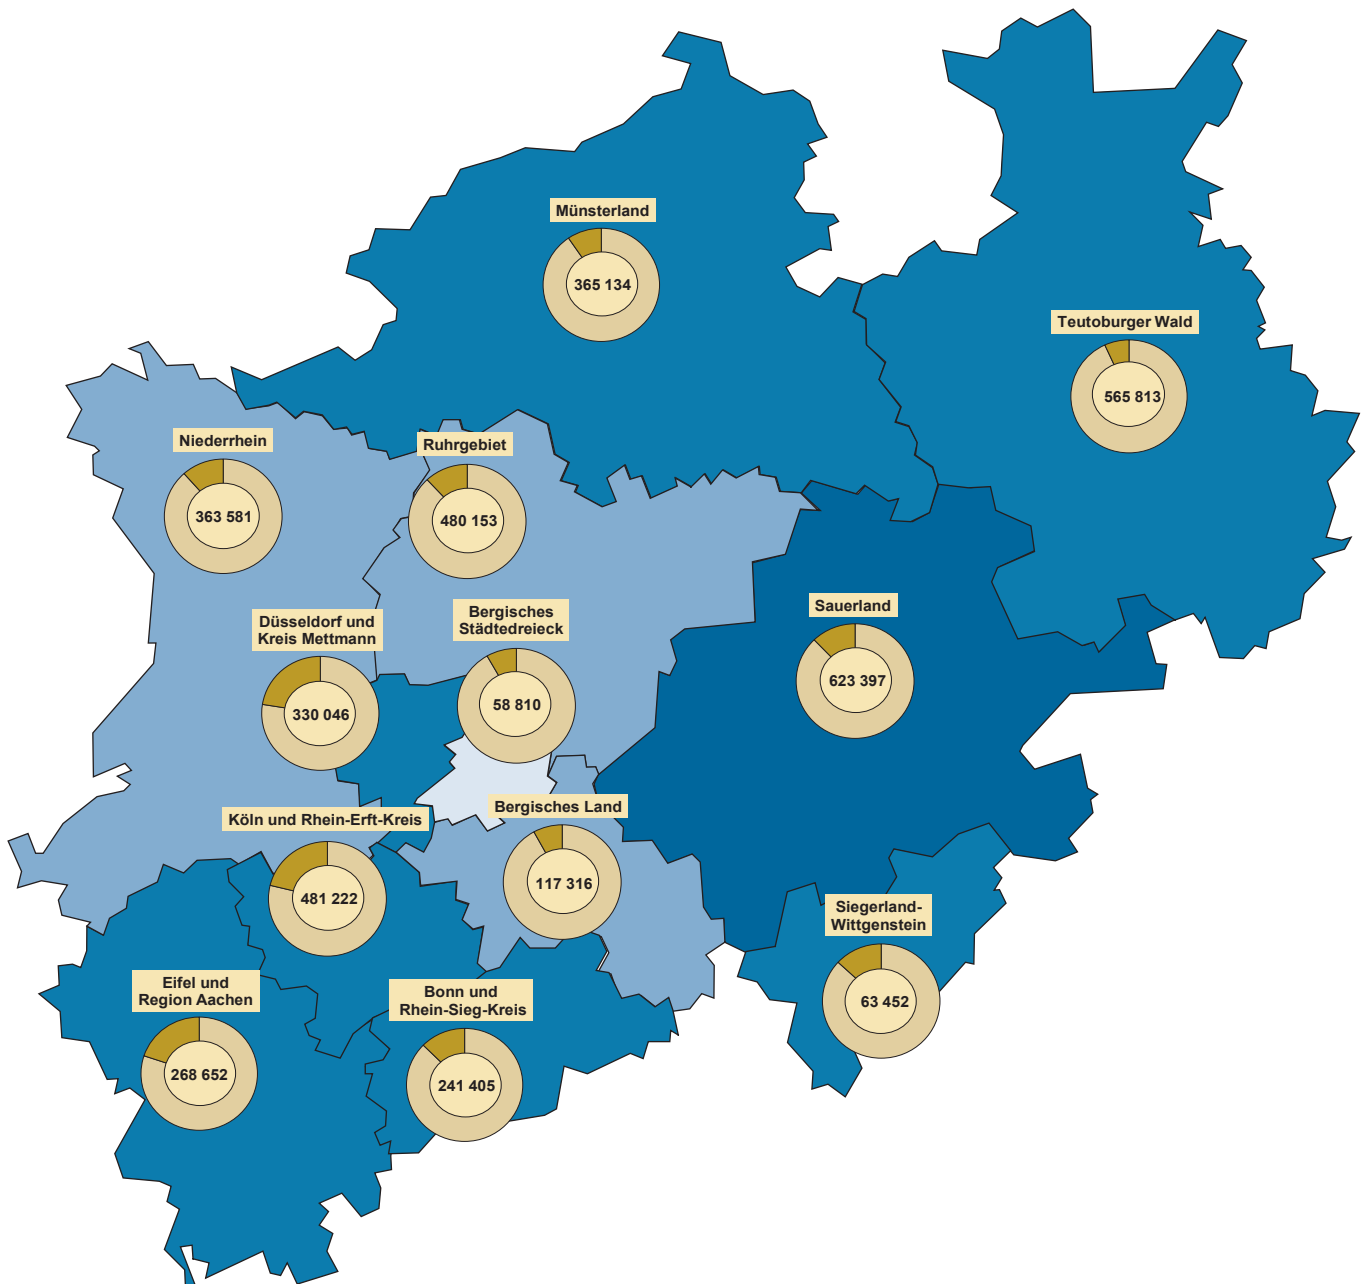 Münsterland
365 134
Teutoburger Wald
565 813
Niederrhein
363 581
Ruhrgebiet
480 153
Düsseldorf und
Kreis Mettmann
330 046
Bergisches
Städtedreieck
58 810
Sauerland
623 397
Köln und Rhein-Erft-Kreis
481 222
Bergisches Land
117 316
Siegerland-
Wittgenstein
63 452
Eifel und
Region Aachen
268 652
Bonn und
Rhein-Sieg-Kreis
241 405